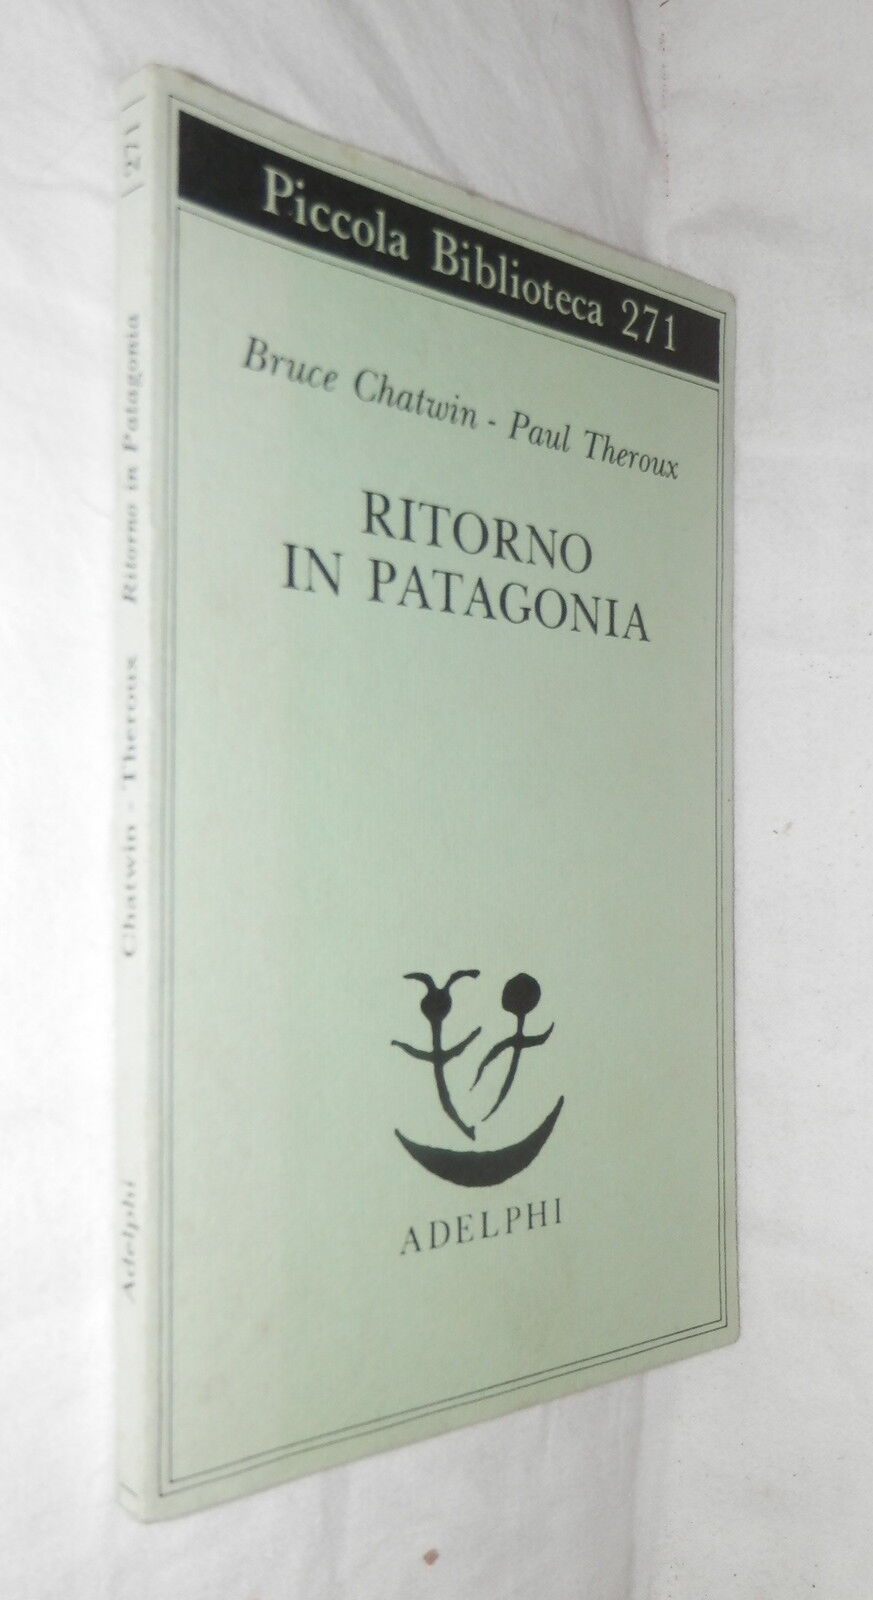 Piccola Biblioteca 271
Bruce Chatwin - Paul Theroux
RITORNO
IN PATAGONIA
ADELPHI
271
Chatwin - Theroux Ritorno in Patagonia
Adelphi